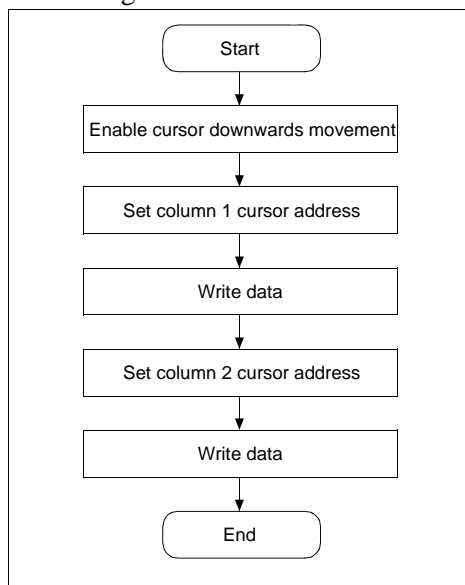 Start
Enable cursor downwards movement
Set column 1 cursor address
Write data
Set column 2 cursor address
Write data
End